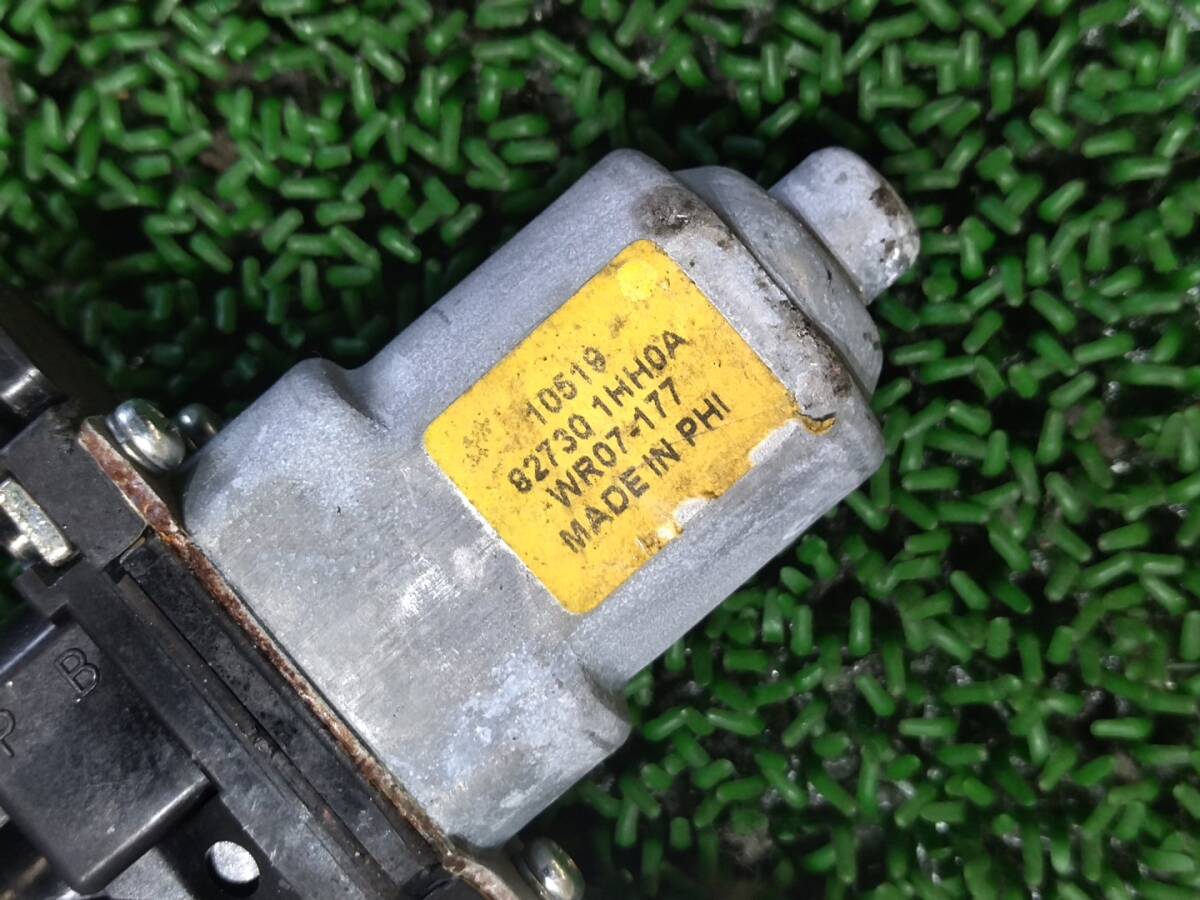 10519
82730 1HH0A
WR07-177
MADE IN PHI
B